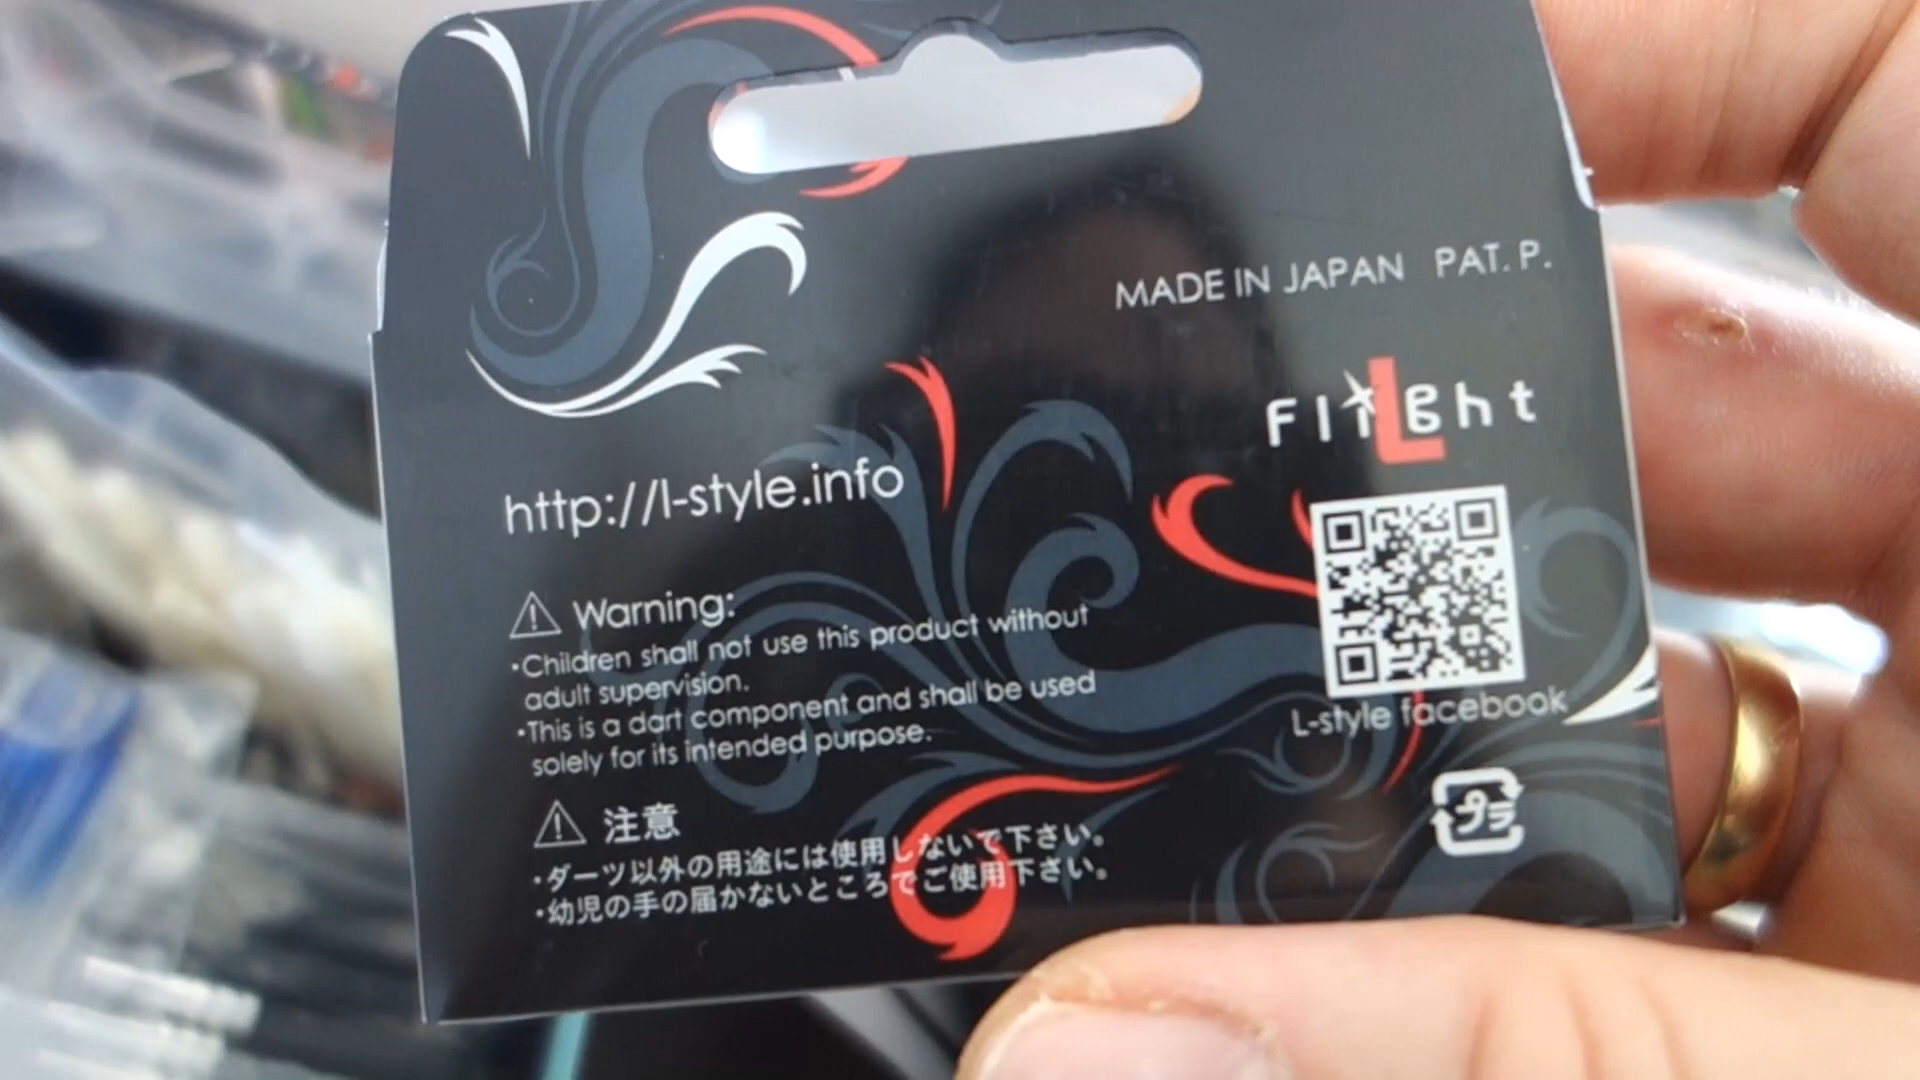 MADE IN JAPAN PAT. P.
Flight
L
http://l-style.info
⚠ Warning:
・Children shall not use this product without
adult supervision.
・This is a dart component and shall be used
solely for its intended purpose.
L-style facebook
⚠ 注意
・ダーツ以外の用途には使用しないで下さい。
・幼児の手の届かないところでご使用下さい。
プラ